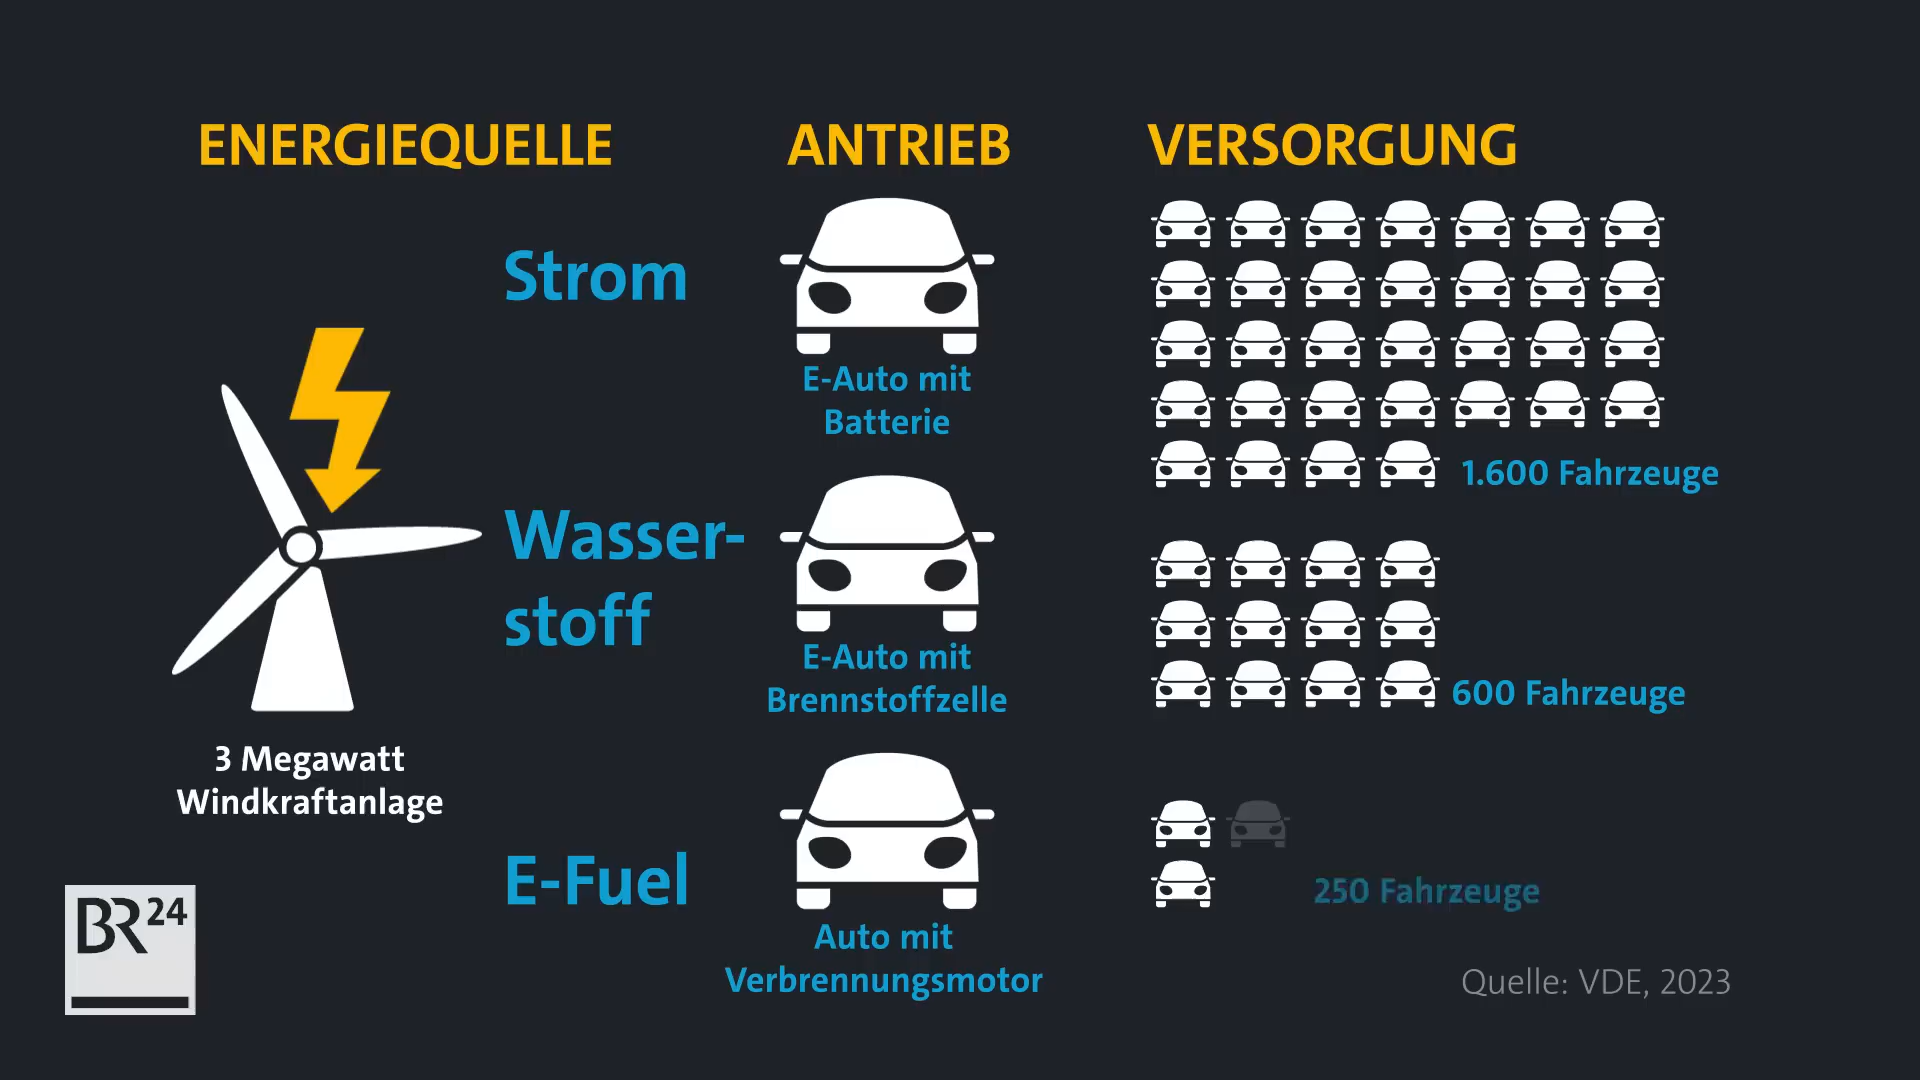 ENERGIEQUELLE
ANTRIEB
VERSORGUNG
Strom
E-Auto mit
Batterie
1.600 Fahrzeuge
Wasser-
stoff
E-Auto mit
Brennstoffzelle
600 Fahrzeuge
3 Megawatt
Windkraftanlage
E-Fuel
Auto mit
Verbrennungsmotor
250 Fahrzeuge
BR24
Quelle: VDE, 2023